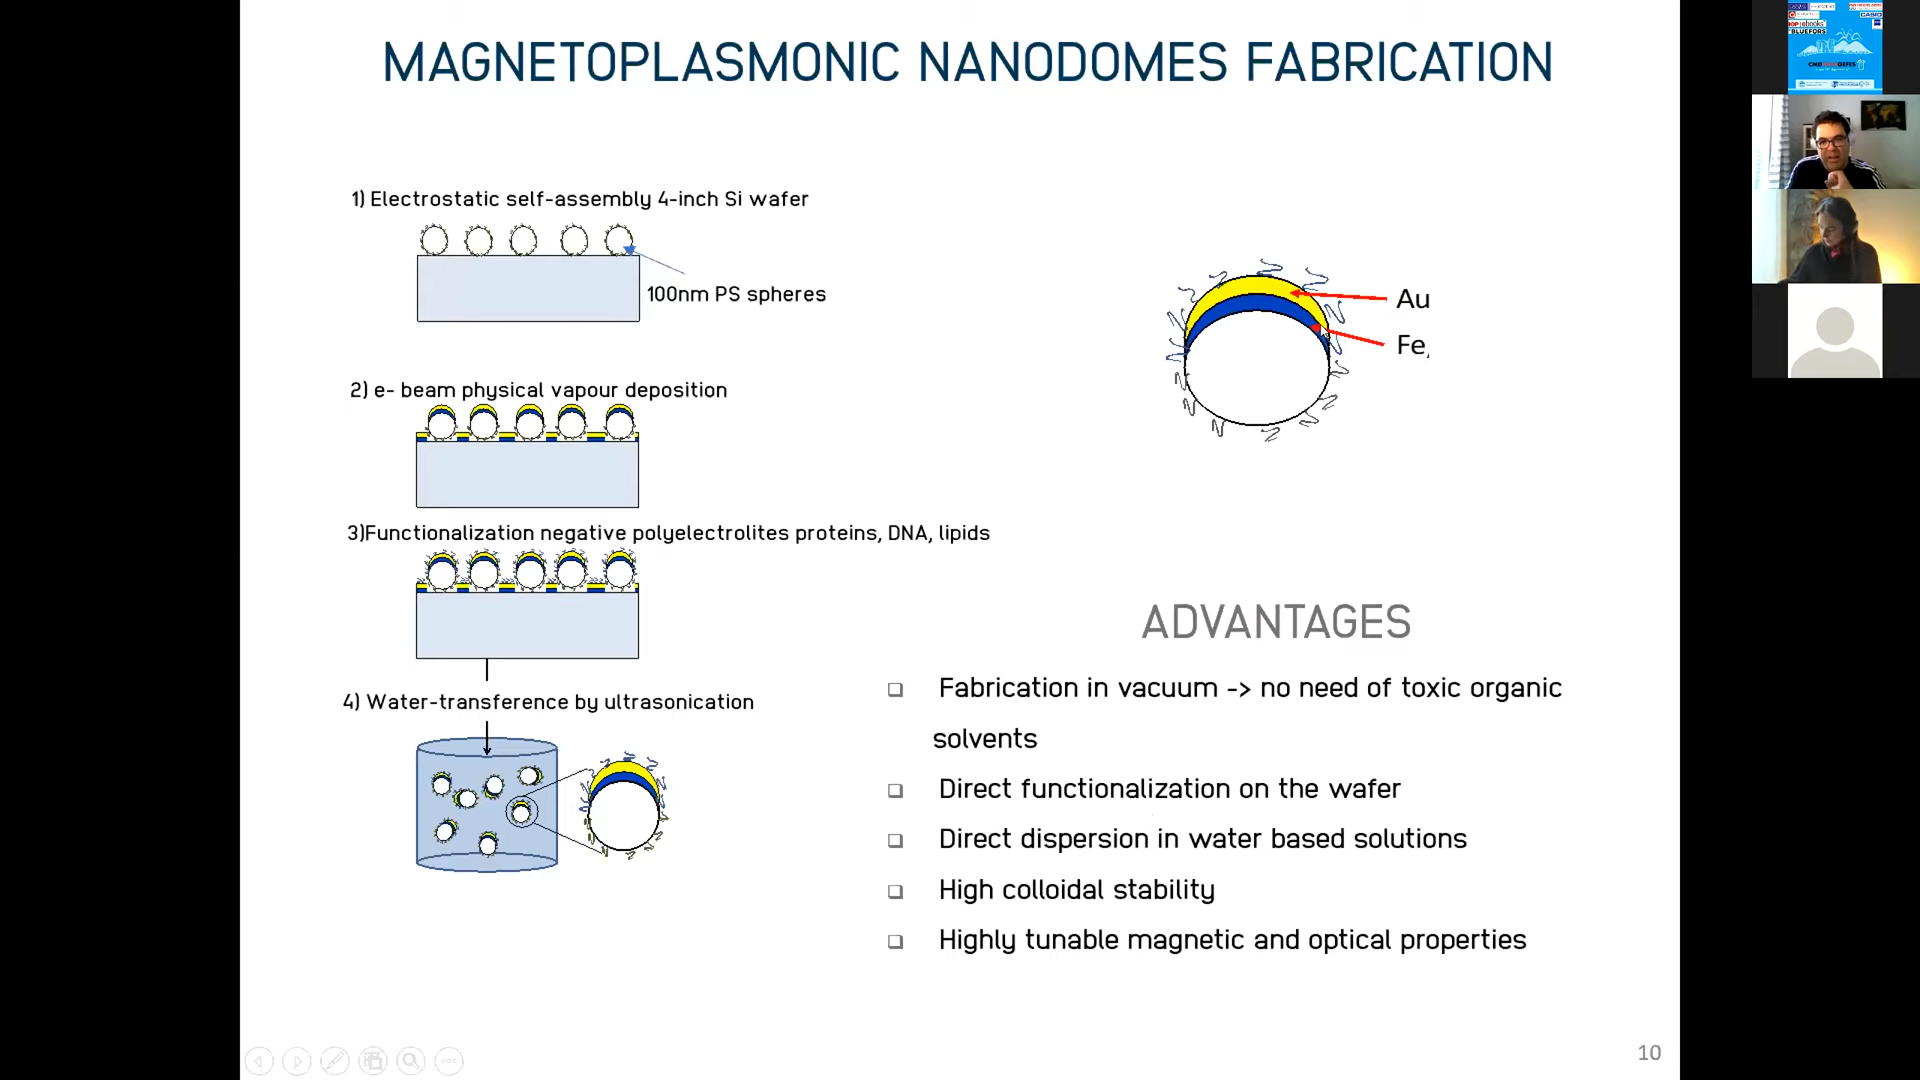 MAGNETOPLASMONIC NANODOMES FABRICATION
1) Electrostatic self-assembly 4-inch Si wafer
100nm PS spheres
2) e- beam physical vapour deposition
3)Functionalization negative polyelectrolites proteins, DNA, lipids
4) Water-transference by ultrasonication
Au
Fe,
ADVANTAGES
❑ Fabrication in vacuum -> no need of toxic organic
solvents
❑ Direct functionalization on the wafer
❑ Direct dispersion in water based solutions
❑ High colloidal stability
❑ Highly tunable magnetic and optical properties
10
CASIO
BLUEFORS